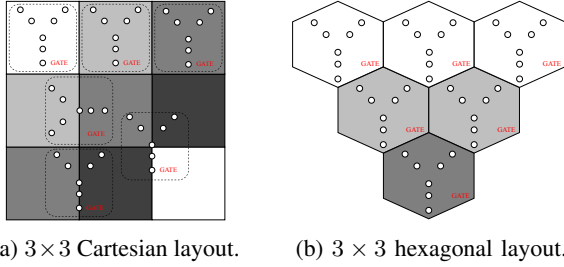 GATE GATE GATE GATE GATE GATE
GATE GATE
GATE GATE
GATE
GATE
a) 3×3 Cartesian layout. (b) 3 × 3 hexagonal layout.